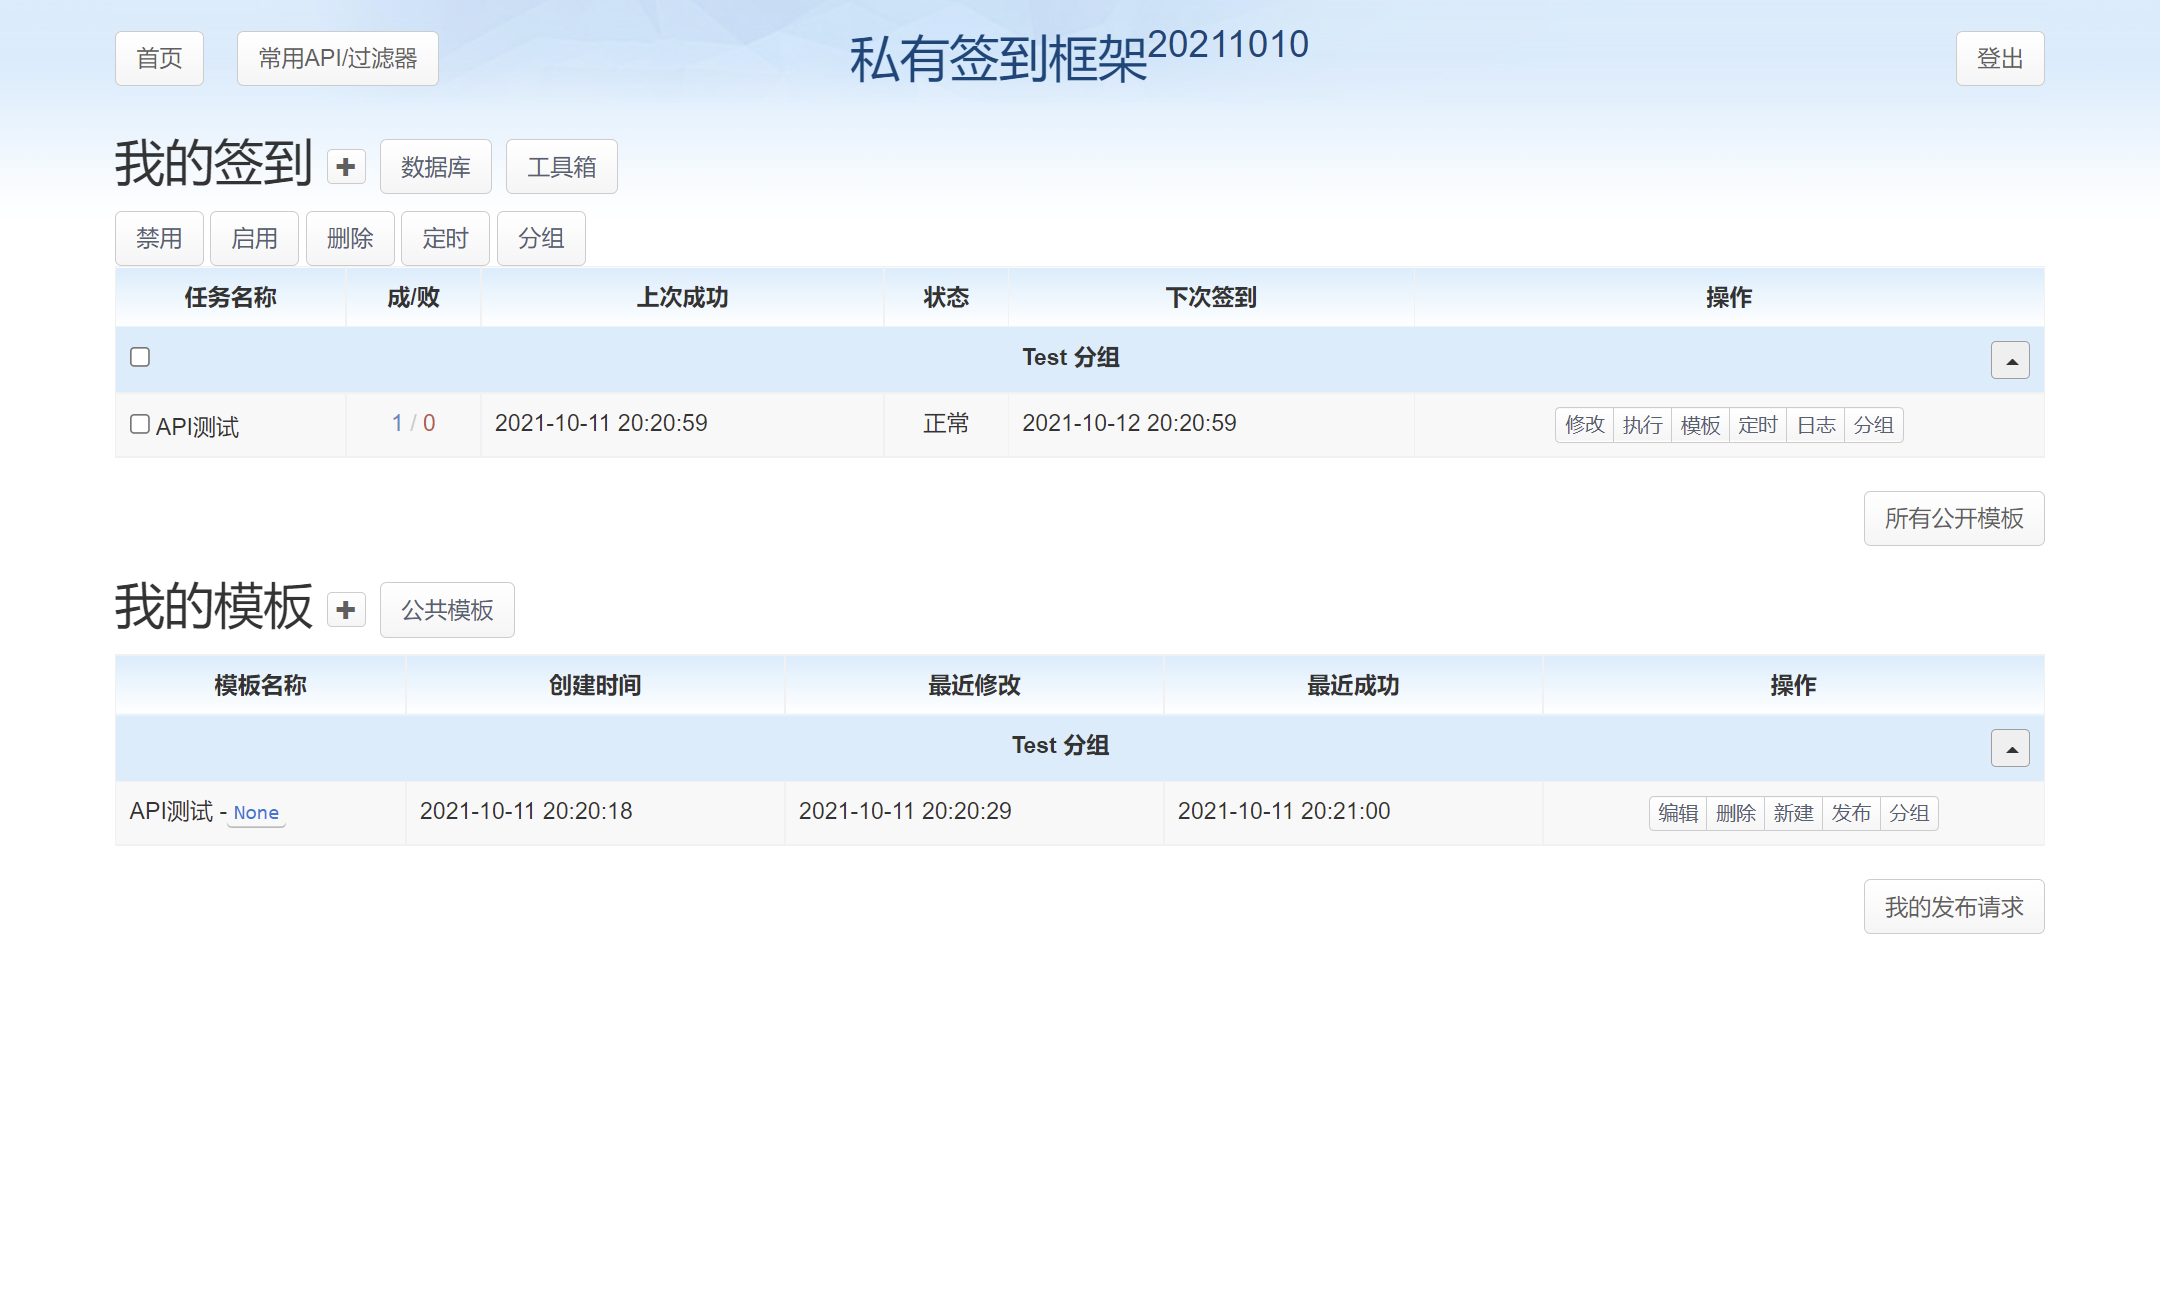 首页 常用API/过滤器 私有签到框架20211010 登出
我的签到 数据库 工具箱
禁用 启用 删除 定时 分组
任务名称 成/败 上次成功 状态 下次签到 操作
Test 分组
API测试 1 / 0 2021-10-11 20:20:59 正常 2021-10-12 20:20:59 修改 执行 模板 定时 日志 分组
所有公开模板
我的模板 公共模板
模板名称 创建时间 最近修改 最近成功 操作
Test 分组
API测试 - None 2021-10-11 20:20:18 2021-10-11 20:20:29 2021-10-11 20:21:00 编辑 删除 新建 发布 分组
我的发布请求